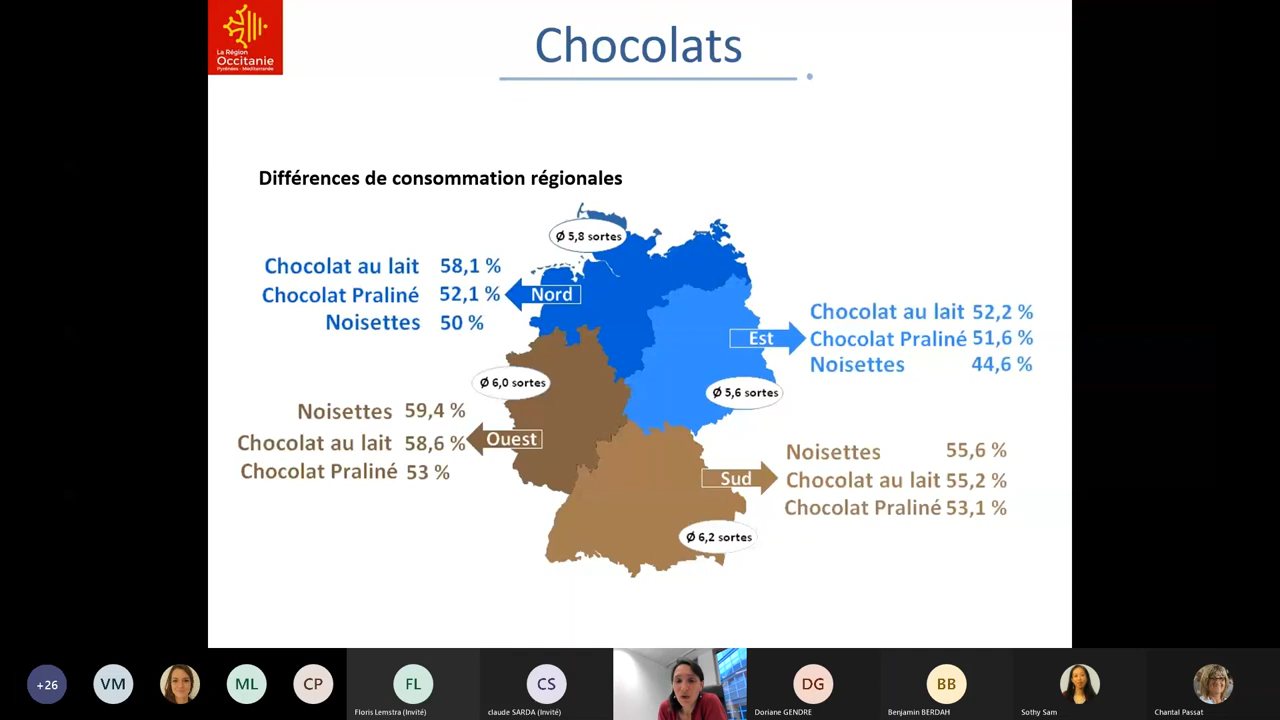 La Région
Occitanie
Pyrénées - Méditerranée
Chocolats
Différences de consommation régionales
Ø 5,8 sortes
Chocolat au lait 58,1 %
Chocolat Praliné 52,1 %
Noisettes 50 %
Nord
Chocolat au lait 52,2 %
Chocolat Praliné 51,6 %
Noisettes 44,6 %
Est
Ø 6,0 sortes
Ø 5,6 sortes
Noisettes 59,4 %
Chocolat au lait 58,6 %
Chocolat Praliné 53 %
Ouest
Noisettes 55,6 %
Chocolat au lait 55,2 %
Chocolat Praliné 53,1 %
Sud
Ø 6,2 sortes
+26
VM
ML
CP
FL
CS
DG
BB
Floris Lemstra (Invité)
claude SARDA (Invité)
Doriane GENDRE
Benjamin BERDAH
Sothy Sam
Chantal Passat